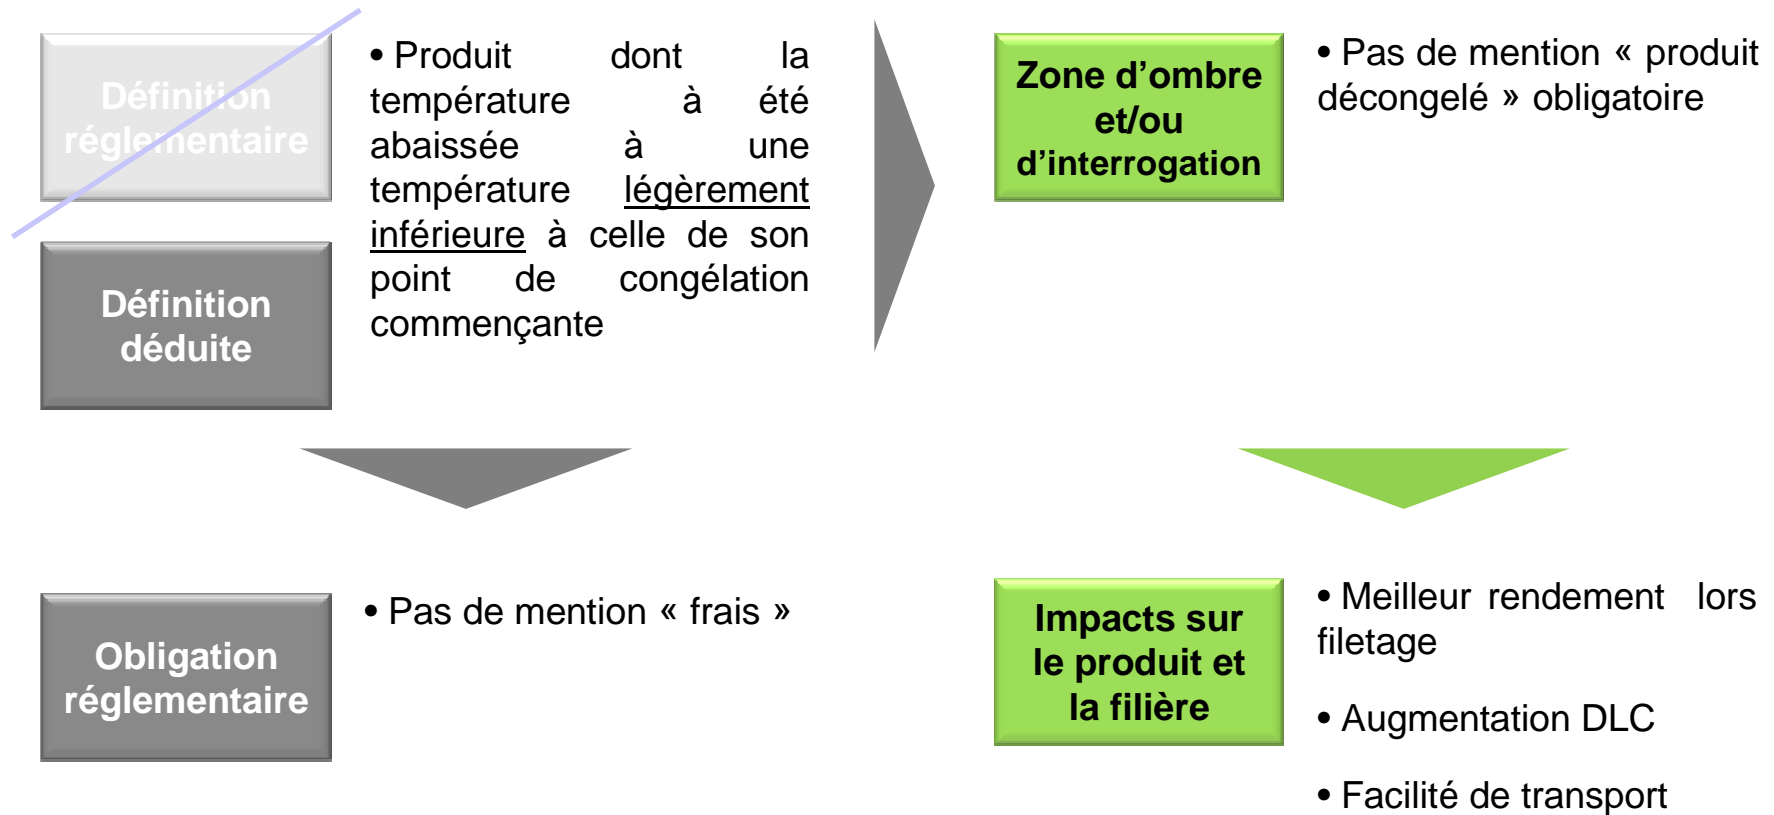 Définition
réglementaire
• Produit dont la
température à été
abaissée à une
température légèrement
inférieure à celle de son
point de congélation
commençante
Définition
déduite
Zone d’ombre
et/ou
d’interrogation
• Pas de mention « produit
décongelé » obligatoire
Obligation
réglementaire
• Pas de mention « frais »
Impacts sur
le produit et
la filière
• Meilleur rendement lors
filetage
• Augmentation DLC
• Facilité de transport